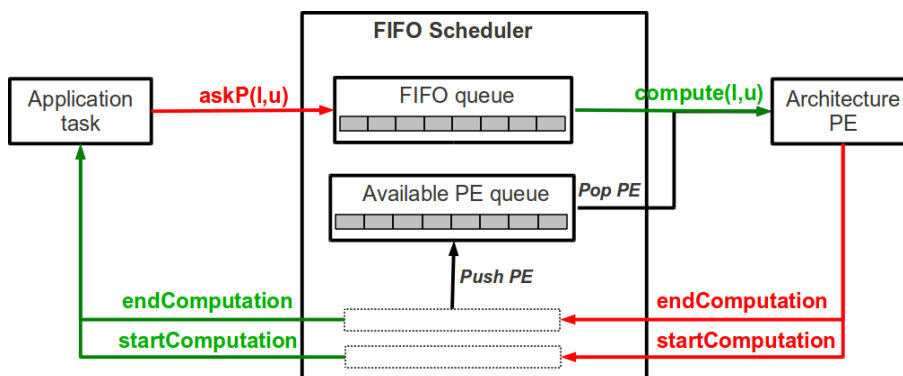 FIFO Scheduler
Application
task
askP(l,u)
FIFO queue
compute(l,u)
Architecture
PE
Available PE queue
Pop PE
Push PE
endComputation
endComputation
startComputation
startComputation